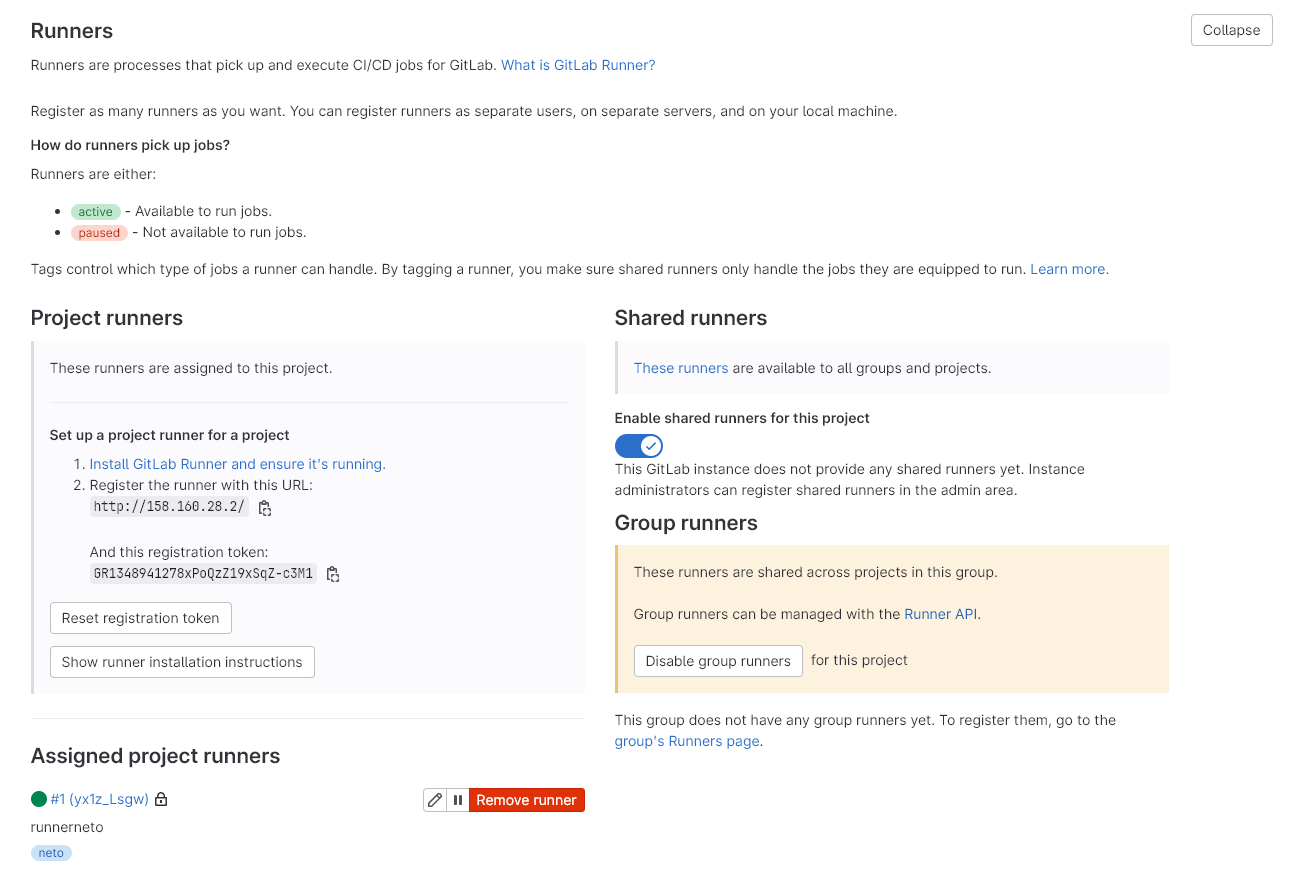 Runners
Collapse
Runners are processes that pick up and execute CI/CD jobs for GitLab. What is GitLab Runner?
Register as many runners as you want. You can register runners as separate users, on separate servers, and on your local machine.
How do runners pick up jobs?
Runners are either:
active - Available to run jobs.
paused - Not available to run jobs.
Tags control which type of jobs a runner can handle. By tagging a runner, you make sure shared runners only handle the jobs they are equipped to run. Learn more.
Project runners
These runners are assigned to this project.
Set up a project runner for a project
1. Install GitLab Runner and ensure it's running.
2. Register the runner with this URL:
http://158.160.28.2/
And this registration token:
GR1348941278xPoQzZ19xSqZ-c3M1
Reset registration token
Show runner installation instructions
Assigned project runners
#1 (yx1z_Lsgw)
Remove runner
runnerneto
neto
Shared runners
These runners are available to all groups and projects.
Enable shared runners for this project
This GitLab instance does not provide any shared runners yet. Instance
administrators can register shared runners in the admin area.
Group runners
These runners are shared across projects in this group.
Group runners can be managed with the Runner API.
Disable group runners for this project
This group does not have any group runners yet. To register them, go to the
group's Runners page.